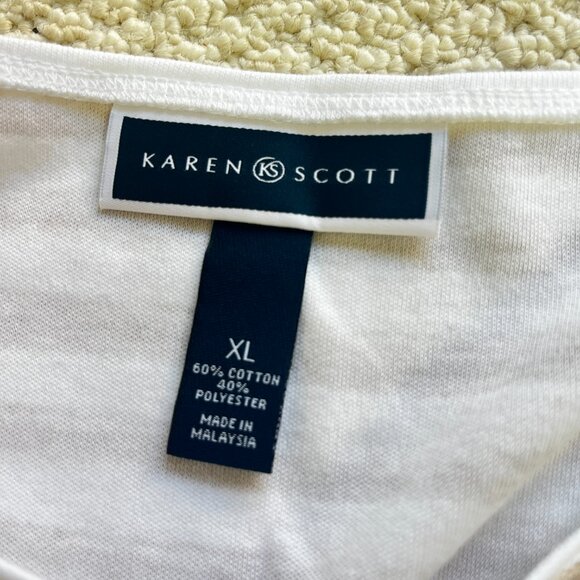 KAREN KS SCOTT
XL
60% COTTON
40%
POLYESTER
MADE IN
MALAYSIA